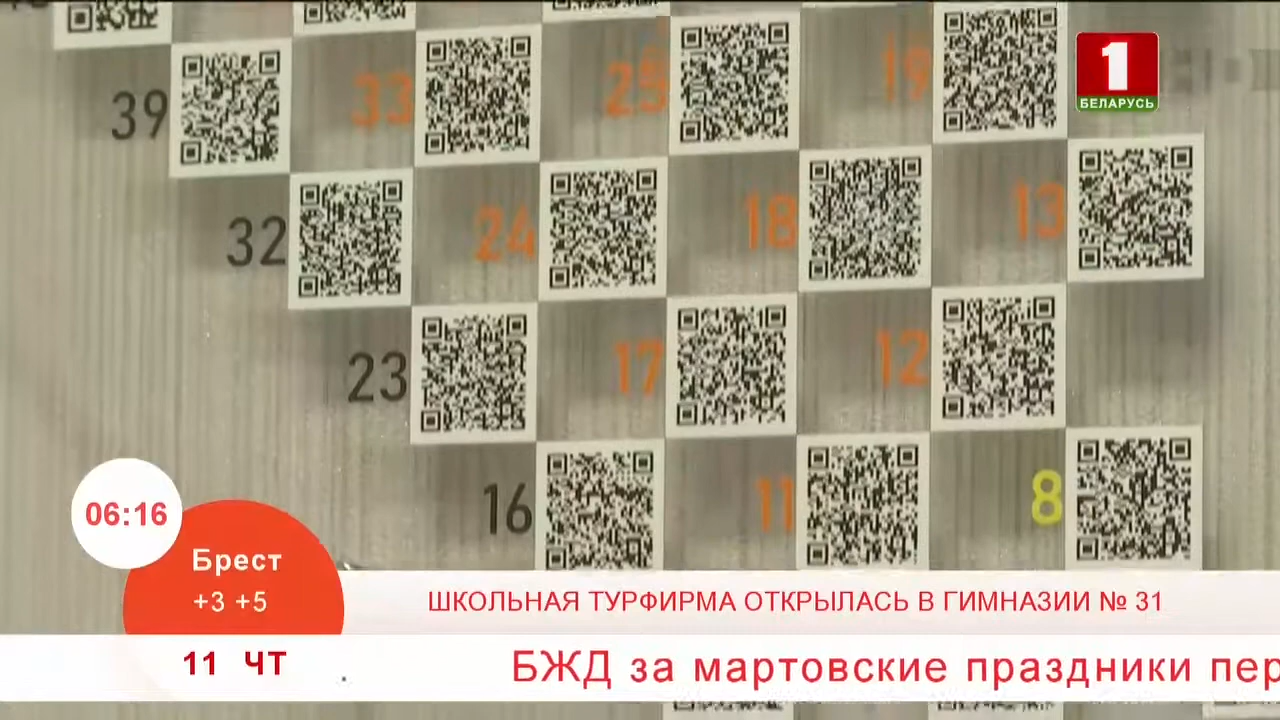 39 33 25 19
1
БЕЛАРУСЬ
32 24 18 13
23 17 12
16 11 8
06:16
Брест
+3 +5
ШКОЛЬНАЯ ТУРФИРМА ОТКРЫЛАСЬ В ГИМНАЗИИ № 31
11 ЧТ
БЖД за мартовские праздники пер